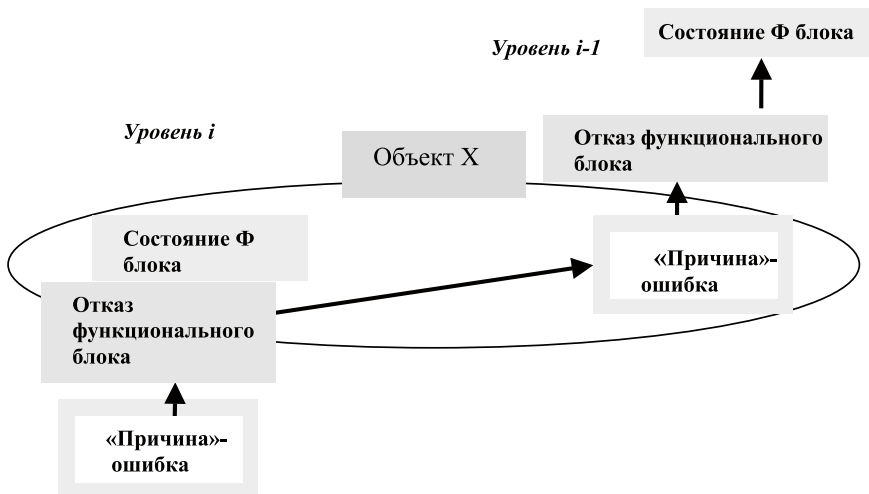 Состояние Ф блока
Уровень i-1
Уровень i
Отказ функционального
блока
Объект X
Состояние Ф
блока
«Причина»-
ошибка
Отказ
функционального
блока
«Причина»-
ошибка